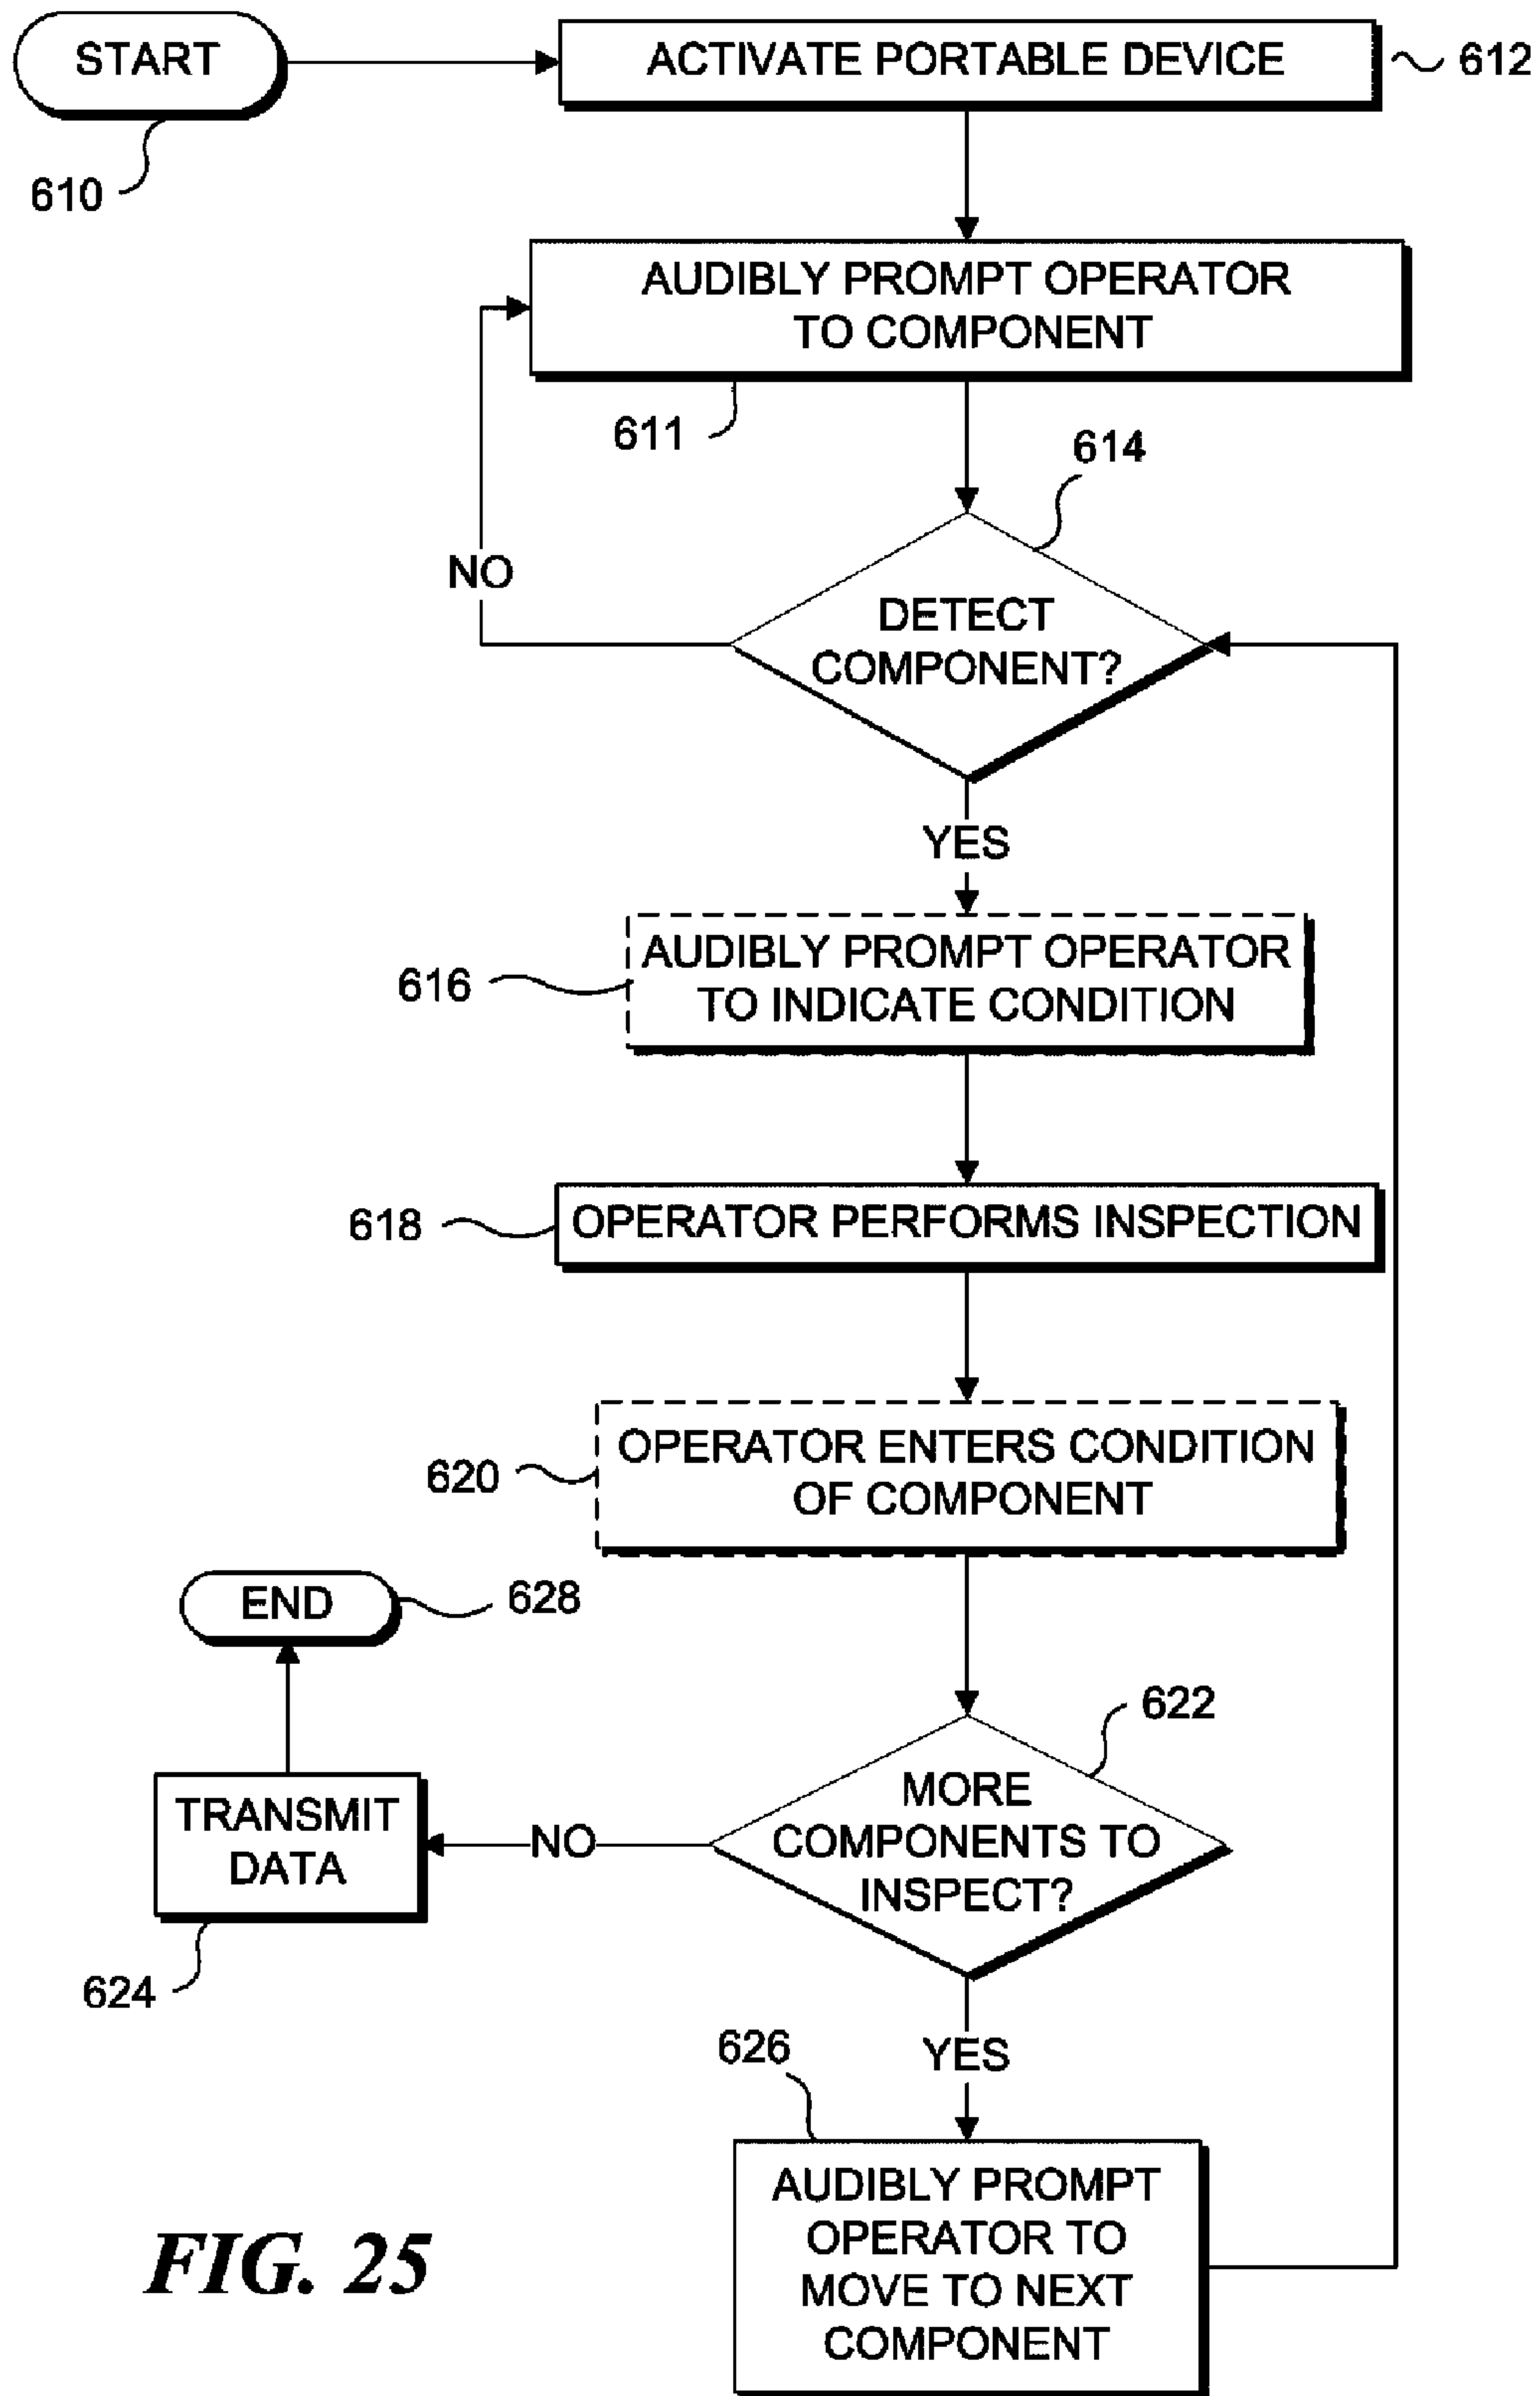 START
ACTIVATE PORTABLE DEVICE
612
610
AUDIBLY PROMPT OPERATOR
TO COMPONENT
611
614
NO
DETECT
COMPONENT?
YES
AUDIBLY PROMPT OPERATOR
TO INDICATE CONDITION
616
OPERATOR PERFORMS INSPECTION
618
OPERATOR ENTERS CONDITION
OF COMPONENT
620
END
628
622
MORE
COMPONENTS TO
INSPECT?
NO
TRANSMIT
DATA
624
YES
626
AUDIBLY PROMPT
OPERATOR TO
MOVE TO NEXT
COMPONENT
FIG. 25